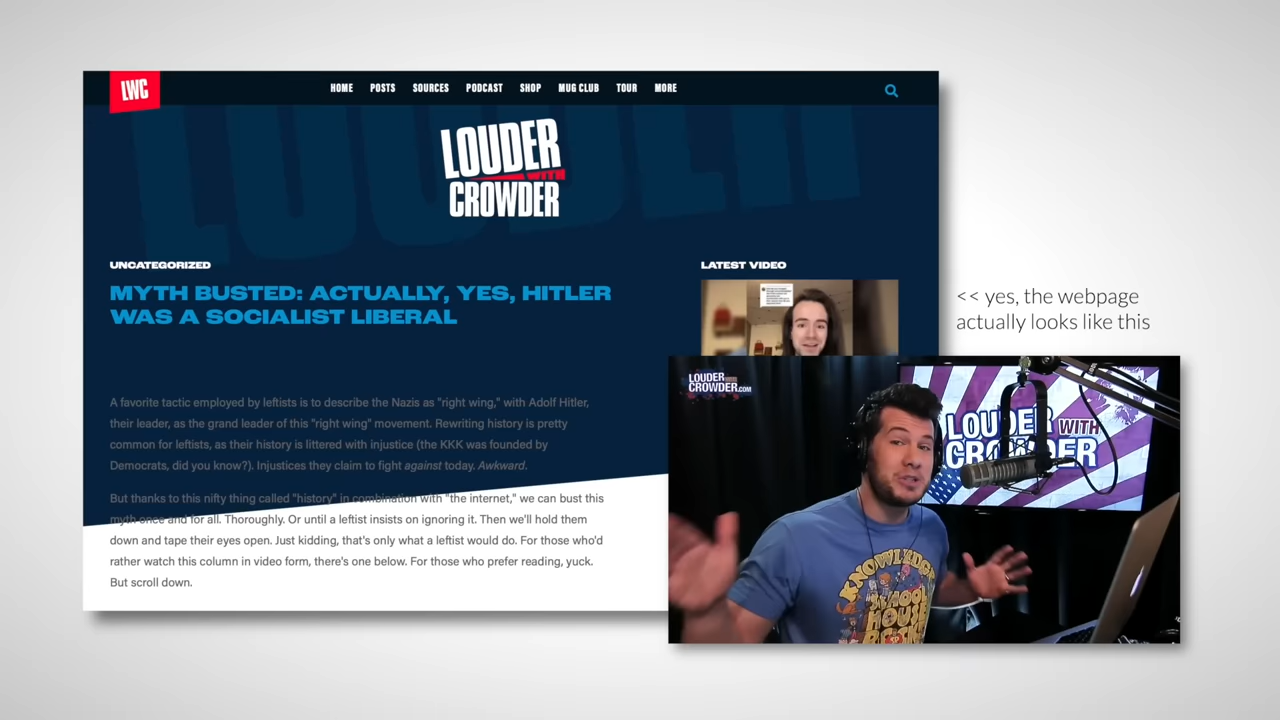 LWC
HOME POSTS SOURCES PODCAST SHOP MUG CLUB TOUR MORE
LOUDER
LOUDER
WITH
CROWDER
UNCATEGORIZED
MYTH BUSTED: ACTUALLY, YES, HITLER
WAS A SOCIALIST LIBERAL
A favorite tactic employed by leftists is to describe the Nazis as "right wing," with Adolf Hitler,
their leader, as the grand leader of this "right wing" movement. Rewriting history is pretty
common for leftists, as their history is littered with injustice (the KKK was founded by
Democrats, did you know?). Injustices they claim to fight against today. Awkward.
But thanks to this nifty thing called "history" in combination with "the internet," we can bust this
myth once and for all. Thoroughly. Or until a leftist insists on ignoring it. Then we'll hold them
down and tape their eyes open. Just kidding, that's only what a leftist would do. For those who'd
rather watch this column in video form, there's one below. For those who prefer reading, yuck.
But scroll down.
LATEST VIDEO
<< yes, the webpage
actually looks like this
LOUDER
WITH
CROWDER.COM
LOUDER WITH
CROWDER
KNOWLEDGE
SCHOOL
HOUSE